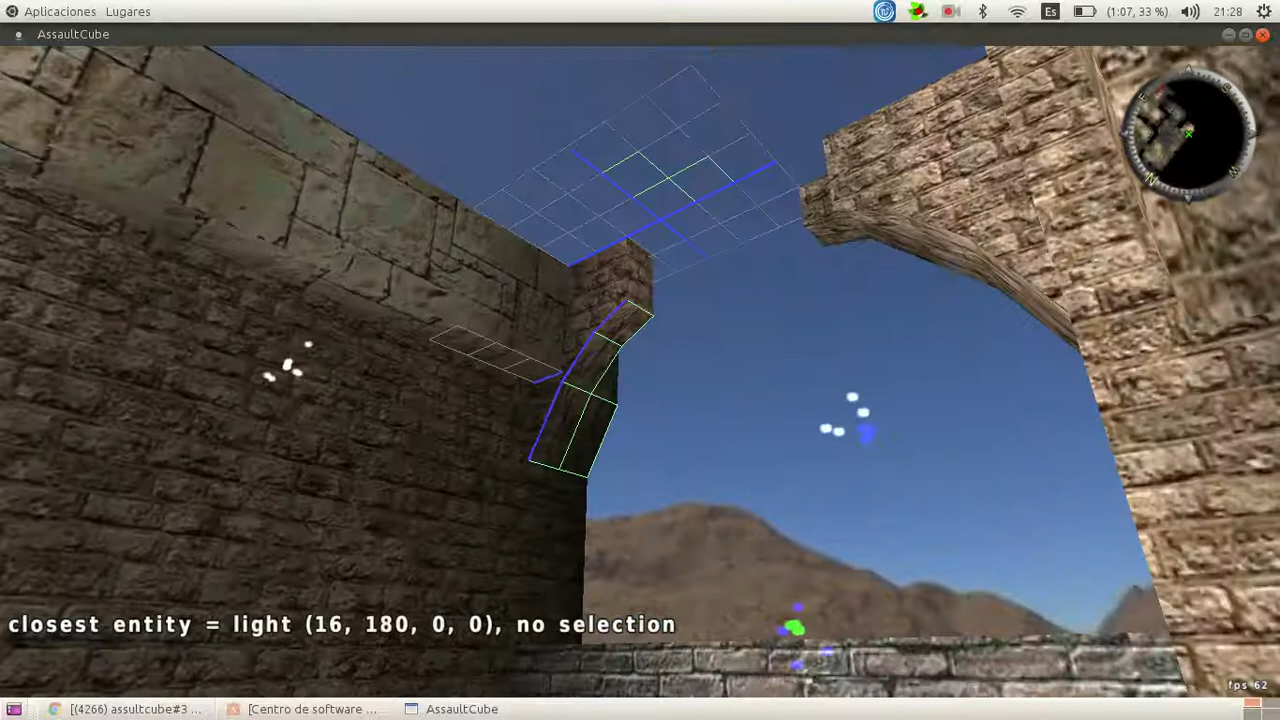 Aplicaciones Lugares
Es
(1:07, 33 %)
21:28
AssaultCube
closest entity = light (16, 180, 0, 0), no selection
fps 62
[(4266) assultcube#3 ...
[Centro de software ...
AssaultCube